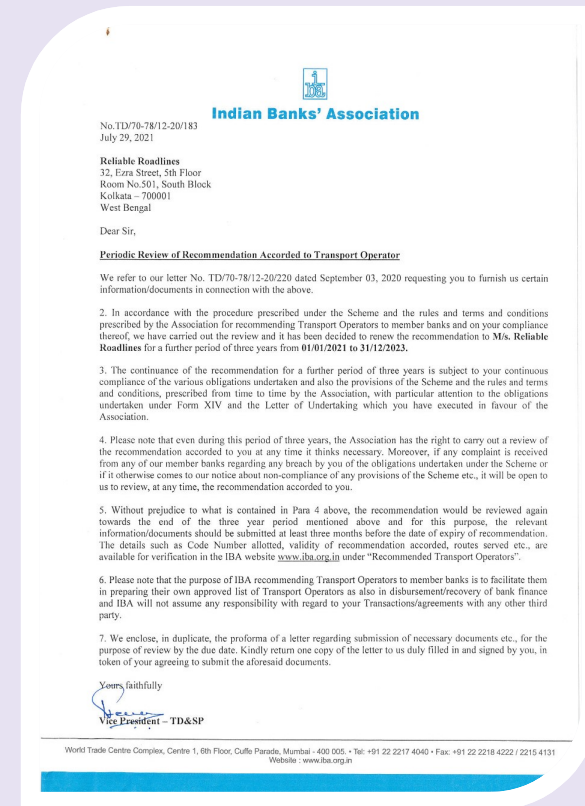 Indian Banks' Association
No.TD/70-78/12-20/183
July 29, 2021
Reliable Roadlines
32, Ezra Street, 5th Floor
Room No.501, South Block
Kolkata – 700001
West Bengal
Dear Sir,
Periodic Review of Recommendation Accorded to Transport Operator
We refer to our letter No. TD/70-78/12-20/220 dated September 03, 2020 requesting you to furnish us certain
information/documents in connection with the above.
2. In accordance with the procedure prescribed under the Scheme and the rules and terms and conditions
prescribed by the Association for recommending Transport Operators to member banks and on your compliance
thereof, we have carried out the review and it has been decided to renew the recommendation to M/s. Reliable
Roadlines for a further period of three years from 01/01/2021 to 31/12/2023.
3. The continuance of the recommendation for a further period of three years is subject to your continuous
compliance of the various obligations undertaken and also the provisions of the Scheme and the rules and terms
and conditions, prescribed from time to time by the Association, with particular attention to the obligations
undertaken under Form XIV and the Letter of Undertaking which you have executed in favour of the
Association.
4. Please note that even during this period of three years, the Association has the right to carry out a review of
the recommendation accorded to you at any time it thinks necessary. Moreover, if any complaint is received
from any of our member banks regarding any breach by you of the obligations undertaken under the Scheme or
if it otherwise comes to our notice about non-compliance of any provisions of the Scheme etc., it will be open to
us to review, at any time, the recommendation accorded to you.
5. Without prejudice to what is contained in Para 4 above, the recommendation would be reviewed again
towards the end of the three year period mentioned above and for this purpose, the relevant
information/documents should be submitted at least three months before the date of expiry of recommendation.
The details such as Code Number allotted, validity of recommendation accorded, routes served etc., are
available for verification in the IBA website www.iba.org.in under “Recommended Transport Operators”.
6. Please note that the purpose of IBA recommending Transport Operators to member banks is to facilitate them
in preparing their own approved list of Transport Operators as also in disbursement/recovery of bank finance
and IBA will not assume any responsibility with regard to your Transactions/agreements with any other third
party.
7. We enclose, in duplicate, the proforma of a letter regarding submission of necessary documents etc., for the
purpose of review by the due date. Kindly return one copy of the letter to us duly filled in and signed by you, in
token of your agreeing to submit the aforesaid documents.
Yours faithfully
Vice President – TD&SP
World Trade Centre Complex, Centre 1, 6th Floor, Cuffe Parade, Mumbai - 400 005. • Tel: +91 22 2217 4040 • Fax: +91 22 2218 4222 / 2215 4131
Website : www.iba.org.in